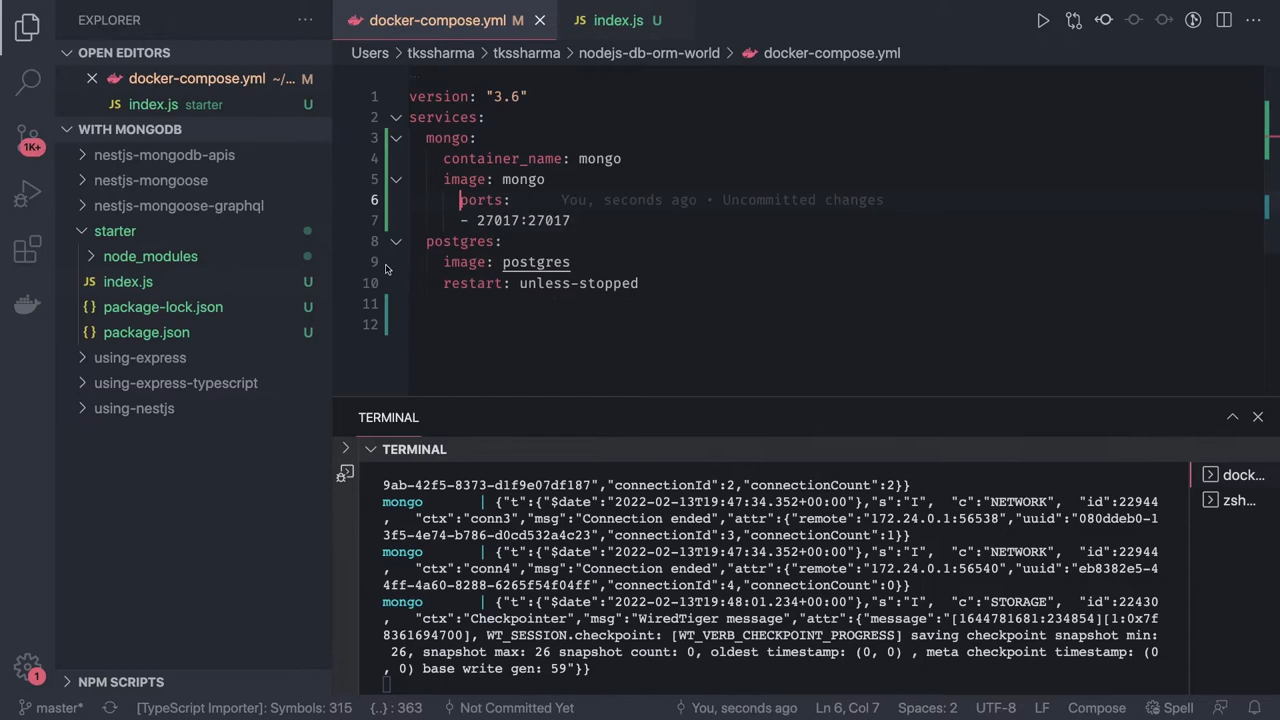 EXPLORER
docker-compose.yml M
JS index.js U
OPEN EDITORS
docker-compose.yml ~/... M
JS index.js starter U
WITH MONGODB
nestjs-mongodb-apis
nestjs-mongoose
nestjs-mongoose-graphql
starter
node_modules
JS index.js U
{} package-lock.json U
{} package.json U
using-express
using-express-typescript
using-nestjs
NPM SCRIPTS
1K+
1
Users > tkssharma > tkssharma > nodejs-db-orm-world > docker-compose.yml
1 version: "3.6"
2 services:
3 mongo:
4 container_name: mongo
5 image: mongo
6 ports: You, seconds ago • Uncommitted changes
7 - 27017:27017
8 postgres:
9 image: postgres
10 restart: unless-stopped
11
12
TERMINAL
TERMINAL
9ab-42f5-8373-d1f9e07df187","connectionId":2,"connectionCount":2}}
mongo | {"t":{"$date":"2022-02-13T19:47:34.352+00:00"},"s":"I", "c":"NETWORK", "id":22944
, "ctx":"conn3","msg":"Connection ended","attr":{"remote":"172.24.0.1:56538","uuid":"080ddeb0-1
3f5-4e74-b786-d0cd532a4c23","connectionId":3,"connectionCount":1}}
mongo | {"t":{"$date":"2022-02-13T19:47:34.352+00:00"},"s":"I", "c":"NETWORK", "id":22944
, "ctx":"conn4","msg":"Connection ended","attr":{"remote":"172.24.0.1:56540","uuid":"eb8382e5-4
4ff-4a60-8288-6265f54f04ff","connectionId":4,"connectionCount":0}}
mongo | {"t":{"$date":"2022-02-13T19:48:01.234+00:00"},"s":"I", "c":"STORAGE", "id":22430
, "ctx":"Checkpointer","msg":"WiredTiger message","attr":{"message":"[1644781681:234854][1:0x7f
8361694700], WT_SESSION.checkpoint: [WT_VERB_CHECKPOINT_PROGRESS] saving checkpoint snapshot min:
26, snapshot max: 26 snapshot count: 0, oldest timestamp: (0, 0) , meta checkpoint timestamp: (0
, 0) base write gen: 59"}}
dock...
zsh...
master* [TypeScript Importer]: Symbols: 315 {..}: 363 Not Committed Yet You, seconds ago Ln 6, Col 7 Spaces: 2 UTF-8 LF Compose Spell